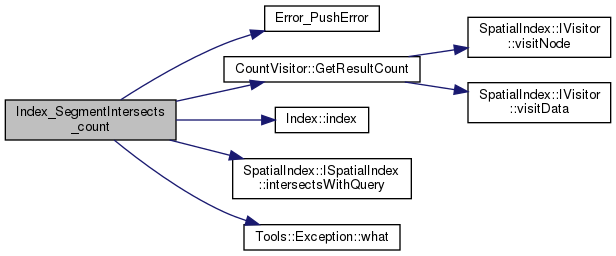 Error_PushError
SpatialIndex::IVisitor
::visitNode
CountVisitor::GetResultCount
SpatialIndex::IVisitor
::visitData
Index_SegmentIntersects
_count
Index::index
SpatialIndex::ISpatialIndex
::intersectsWithQuery
Tools::Exception::what